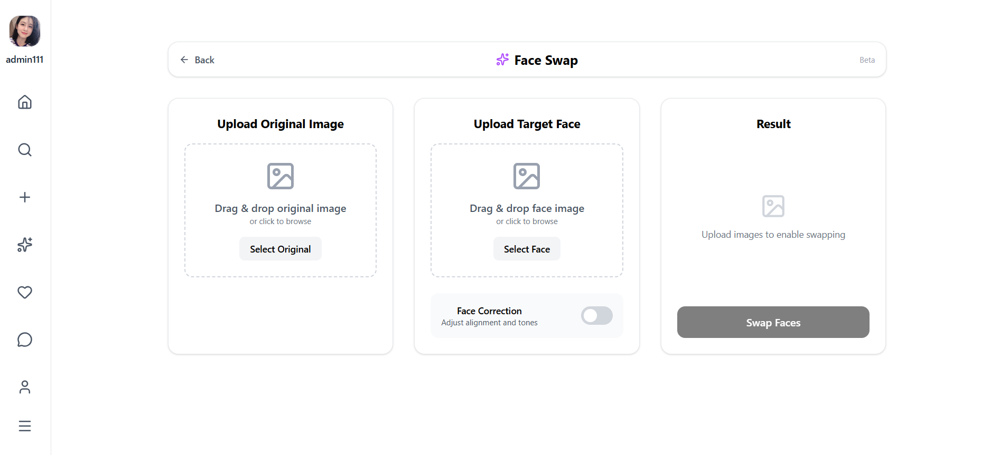 admin111
Back
Face Swap
Beta
Upload Original Image
Drag & drop original image
or click to browse
Select Original
Upload Target Face
Drag & drop face image
or click to browse
Select Face
Face Correction
Adjust alignment and tones
Result
Upload images to enable swapping
Swap Faces